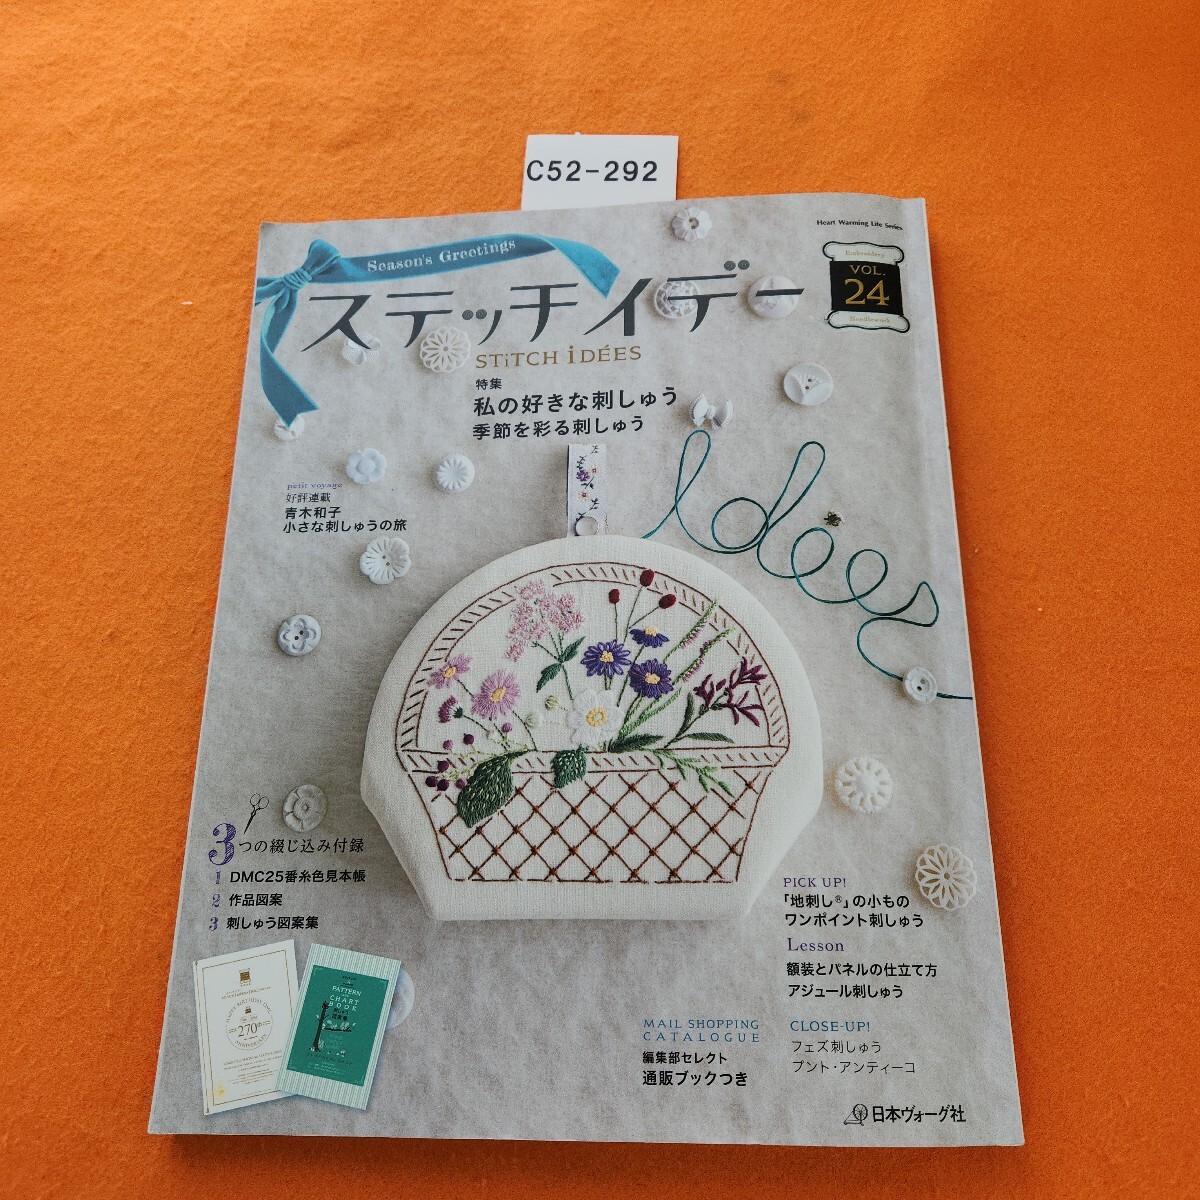 C52-292
Heart Warming Life Series
Season's Greetings
Embroidery
VOL.
24
Needlework
ステッチイデー
STiTCH iDÉES
特集
私の好きな刺しゅう
季節を彩る刺しゅう
Idées
petit voyage
好評連載
青木和子
小さな刺しゅうの旅
3つの綴じ込み付録
1 DMC25番糸色見本帳
2 作品図案
3 刺しゅう図案集
270th
PATTERN
CHART
BOOK
PICK UP!
「地刺し®」の小もの
ワンポイント刺しゅう
Lesson
額装とパネルの仕立て方
アジュール刺しゅう
MAIL SHOPPING
CATALOGUE
編集部セレクト
通販ブックつき
CLOSE-UP!
フェズ刺しゅう
プント・アンティーコ
日本ヴォーグ社